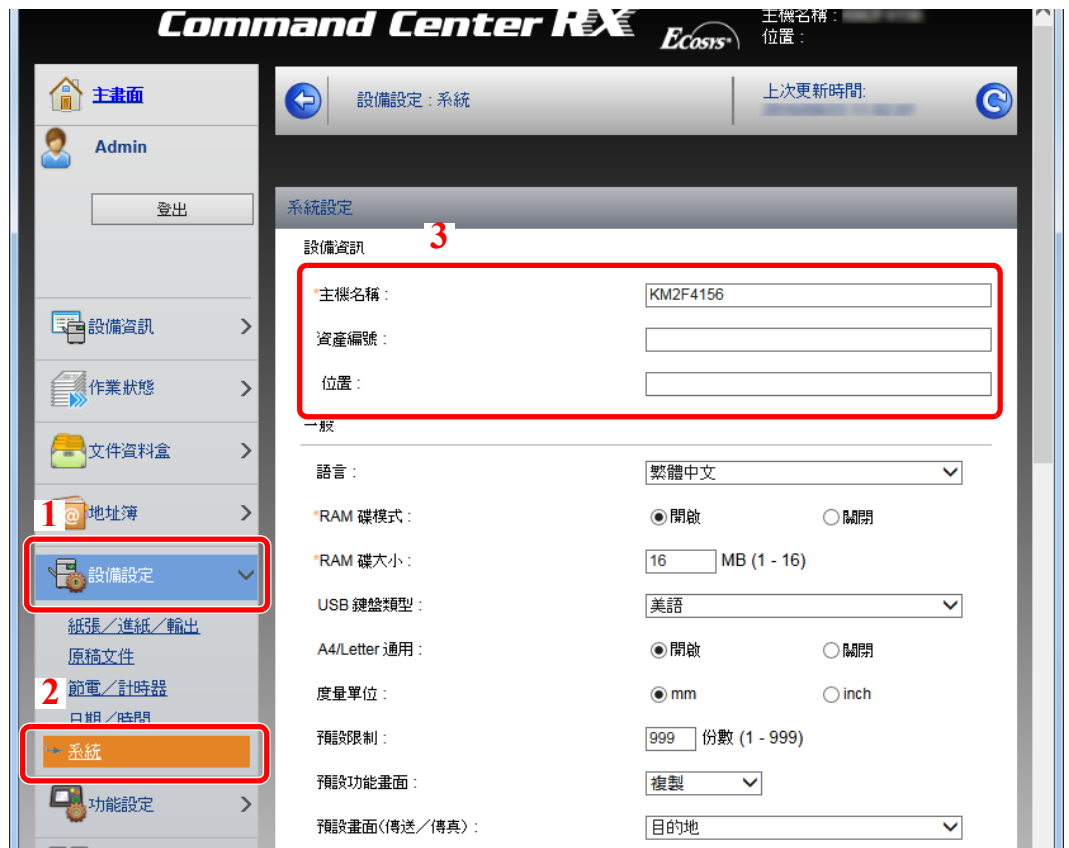 Command Center RX
Ecosys
主機名稱 :
位置 :
主畫面
Admin
登出
設備設定 : 系統
上次更新時間:
系統設定
3
設備資訊
*主機名稱 : KM2F4156
資產編號 :
位置 :
一般
語言 : 繁體中文
*RAM 碟模式 : 開啟 關閉
*RAM 碟大小 : 16 MB (1 - 16)
USB 鍵盤類型 : 美語
A4/Letter 通用 : 開啟 關閉
度量單位 : mm inch
預設限制 : 999 份數 (1 - 999)
預設功能畫面 : 複製
預設畫面(傳送／傳真) : 目的地
設備資訊
作業狀態
文件資料盒
1
地址簿
設備設定
紙張／進紙／輸出
原稿文件
2
節電／計時器
日期／時間
系統
功能設定